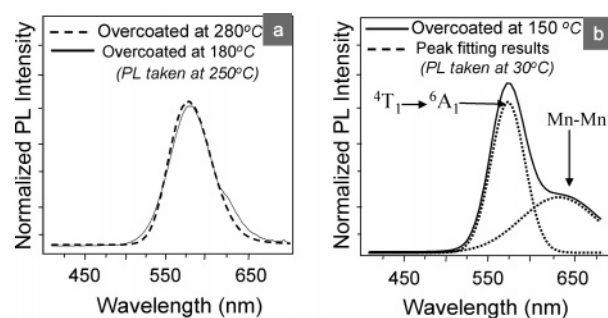 a
Overcoated at 280°C
Overcoated at 180°C
(PL taken at 250°C)
Normalized PL Intensity
450 550 650
Wavelength (nm)
b
Overcoated at 150 °C
Peak fitting results
(PL taken at 30°C)
⁴T₁→⁶A₁
Mn-Mn
Normalized PL Intensity
450 550 650
Wavelength (nm)